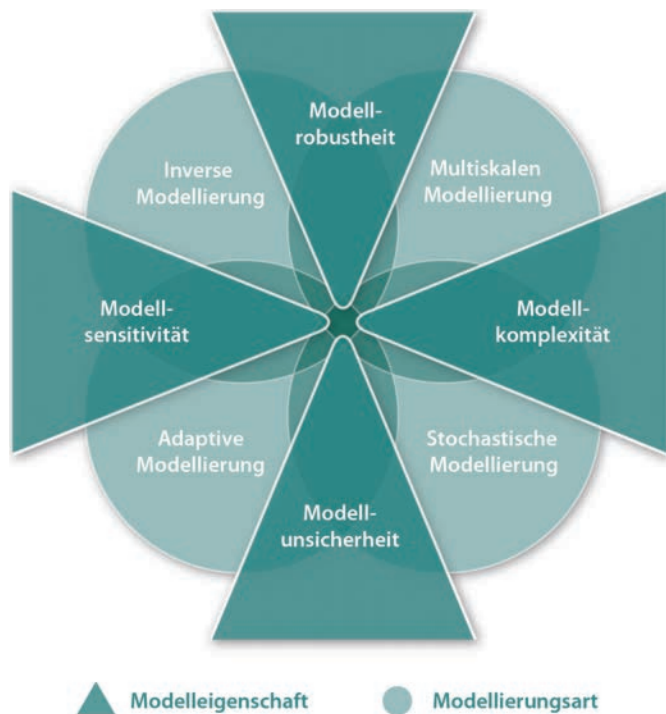 Modell-
robustheit
Inverse
Modellierung
Multiskalen
Modellierung
Modell-
sensitivität
Modell-
komplexität
Adaptive
Modellierung
Stochastische
Modellierung
Modell-
unsicherheit
Modelleigenschaft
Modellierungsart